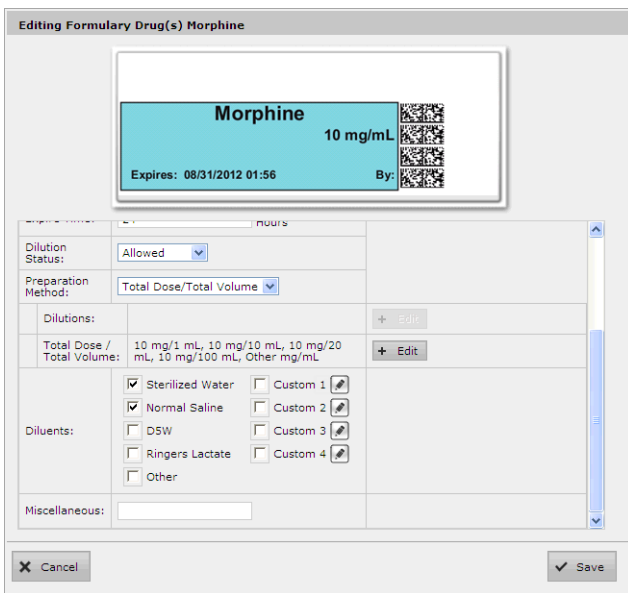 Editing Formulary Drug(s) Morphine
Morphine
10 mg/mL
Expires: 08/31/2012 01:56
By:
Expire Time:
Hours
Dilution
Status:
Allowed
Preparation
Method:
Total Dose/Total Volume
Dilutions:
+ Edit
Total Dose /
Total Volume:
10 mg/1 mL, 10 mg/10 mL, 10 mg/20
mL, 10 mg/100 mL, Other mg/mL
+ Edit
Diluents:
Sterilized Water
Custom 1
Normal Saline
Custom 2
D5W
Custom 3
Ringers Lactate
Custom 4
Other
Miscellaneous:
Cancel
Save